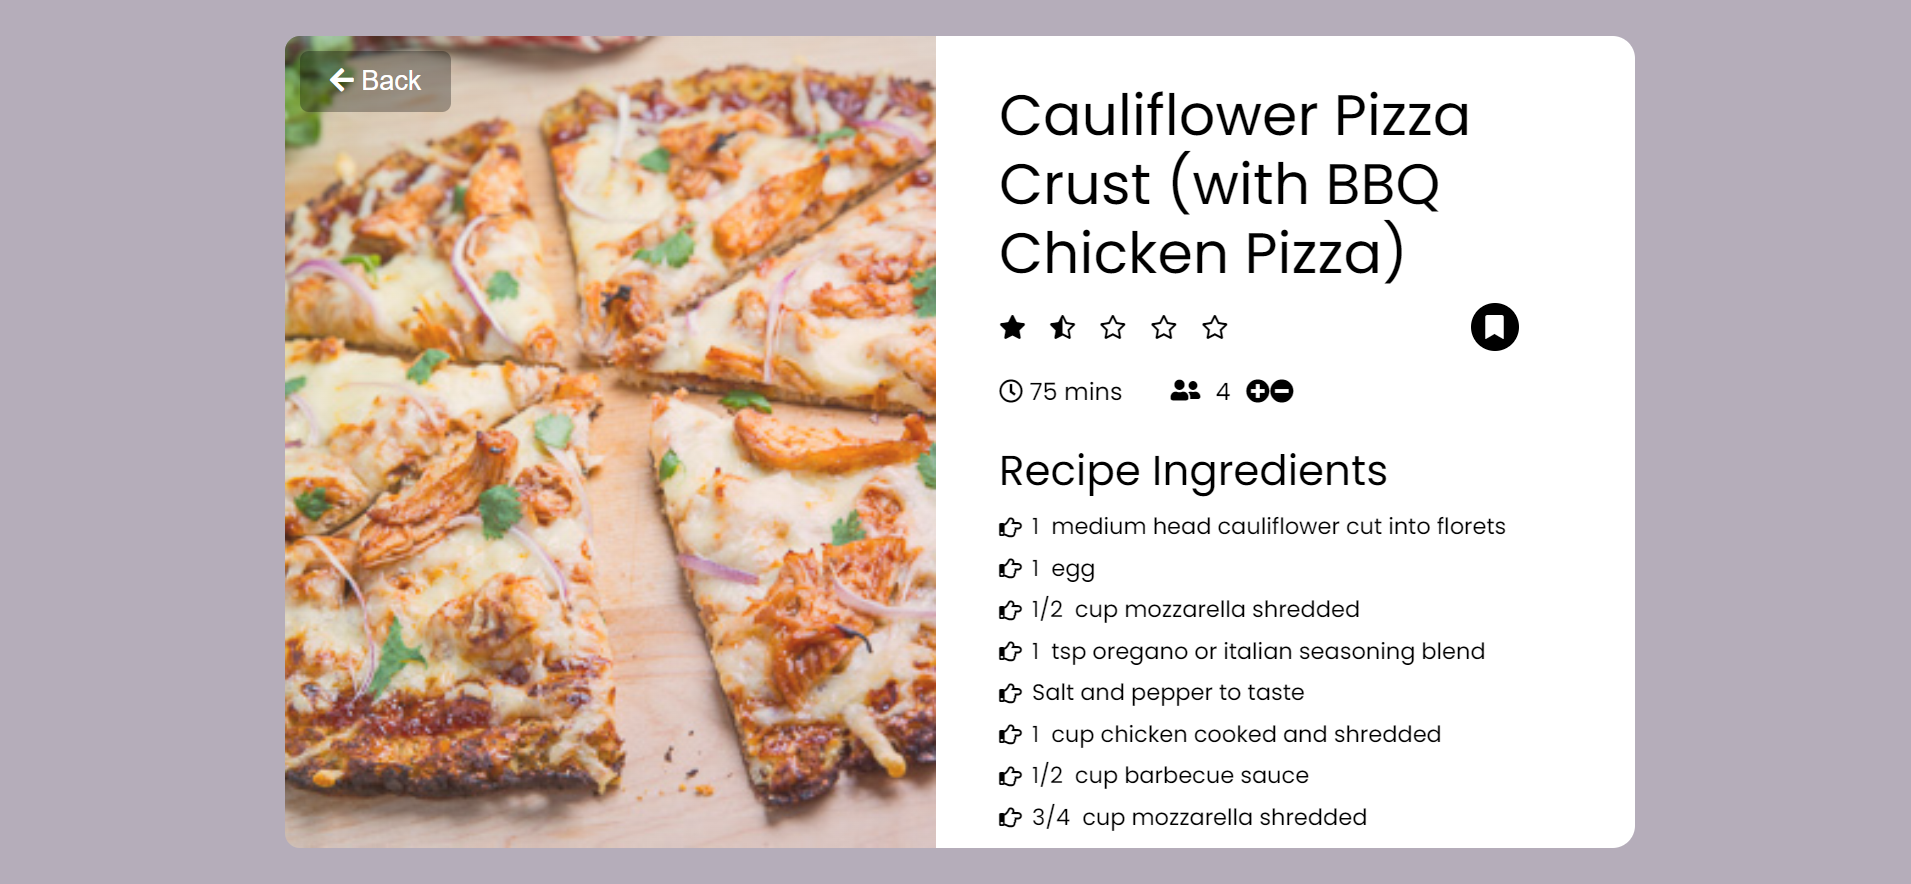 Back
Cauliflower Pizza
Crust (with BBQ
Chicken Pizza)
75 mins 4
Recipe Ingredients
1 medium head cauliflower cut into florets
1 egg
1/2 cup mozzarella shredded
1 tsp oregano or italian seasoning blend
Salt and pepper to taste
1 cup chicken cooked and shredded
1/2 cup barbecue sauce
3/4 cup mozzarella shredded